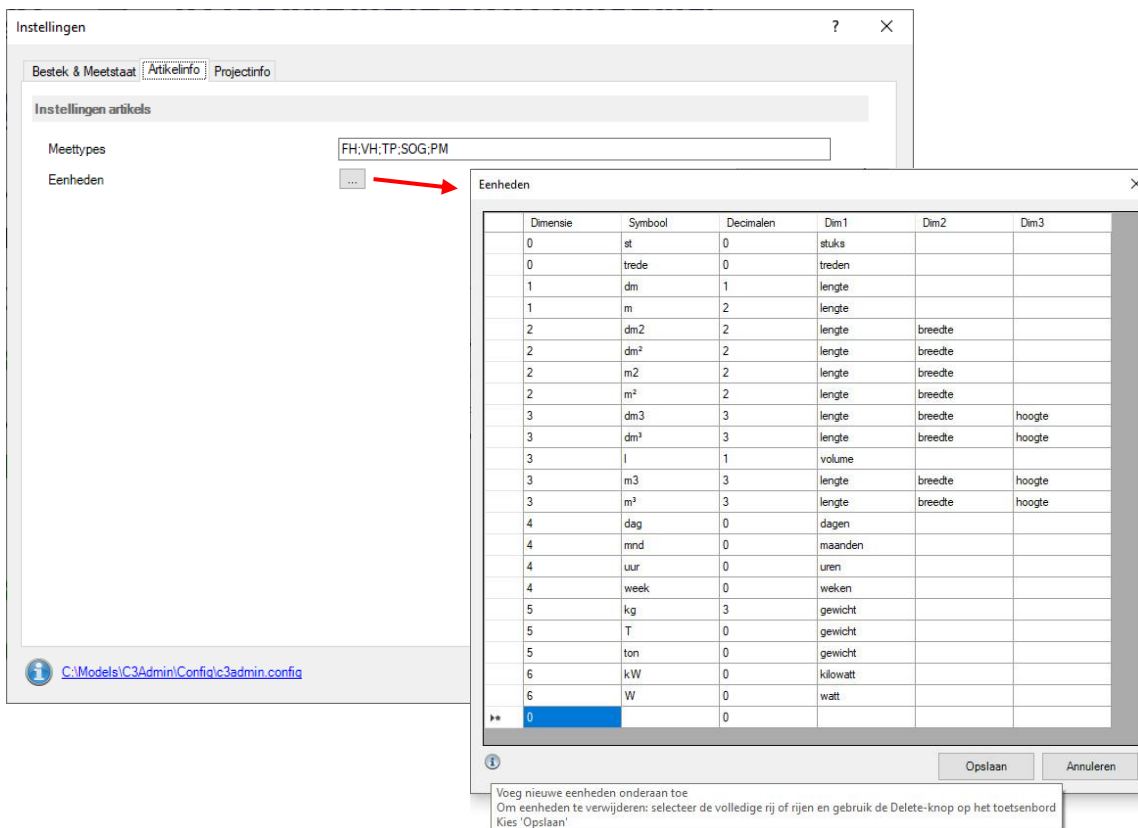 Instellingen
?
Bestek & Meetstaat Artikelinfo Projectinfo
Instellingen artikels
Meettypes FH;VH;TP;SOG;PM
Eenheden ...
C:\Models\C3Admin\Config\c3admin.config
Eenheden
Dimensie Symbool Decimalen Dim1 Dim2 Dim3
0 st 0 stuks
0 trede 0 treden
1 dm 1 lengte
1 m 2 lengte
2 dm2 2 lengte breedte
2 dm² 2 lengte breedte
2 m2 2 lengte breedte
2 m² 2 lengte breedte
3 dm3 3 lengte breedte hoogte
3 dm³ 3 lengte breedte hoogte
3 l 1 volume
3 m3 3 lengte breedte hoogte
3 m³ 3 lengte breedte hoogte
4 dag 0 dagen
4 mnd 0 maanden
4 uur 0 uren
4 week 0 weken
5 kg 3 gewicht
5 T 0 gewicht
5 ton 0 gewicht
6 kW 0 kilowatt
6 W 0 watt
0 0
Opslaan Annuleren
Voeg nieuwe eenheden onderaan toe
Om eenheden te verwijderen: selecteer de volledige rij of rijen en gebruik de Delete-knop op het toetsenbord
Kies 'Opslaan'